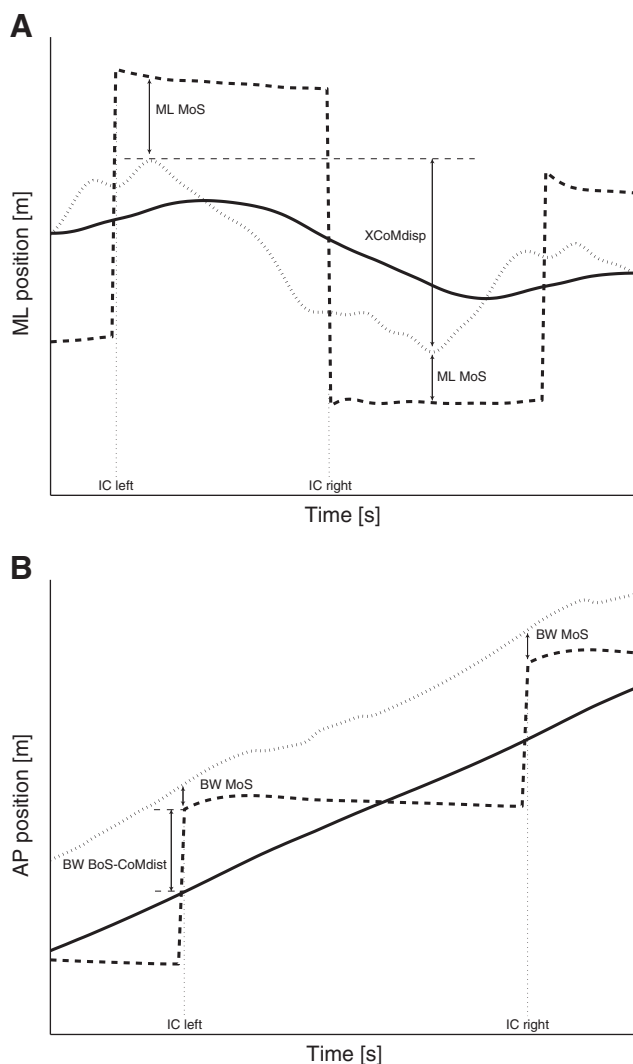 A
ML position [m]
ML MoS
XCoMdisp
ML MoS
IC left
IC right
Time [s]
B
AP position [m]
BW MoS
BW MoS
BW BoS-CoMdist
IC left
IC right
Time [s]